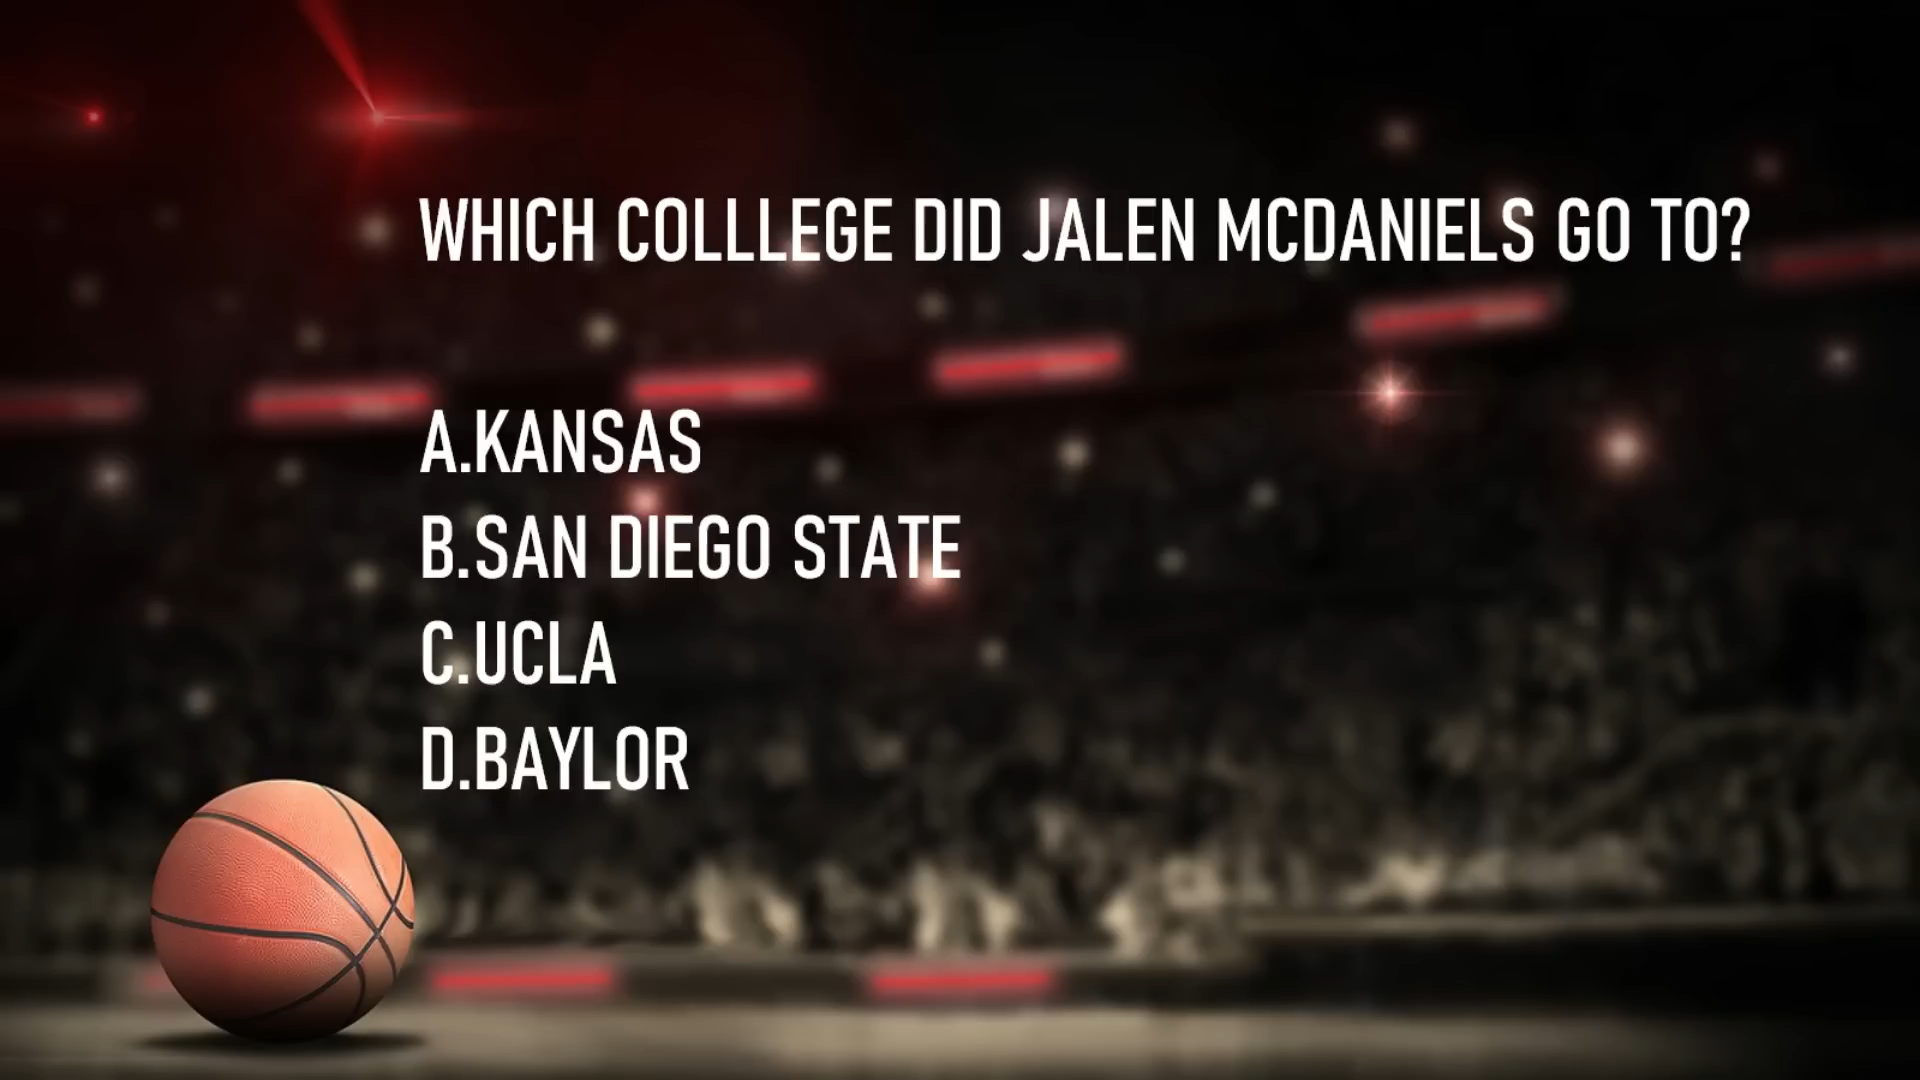 WHICH COLLLEGE DID JALEN MCDANIELS GO TO?
A.KANSAS
B.SAN DIEGO STATE
C.UCLA
D.BAYLOR